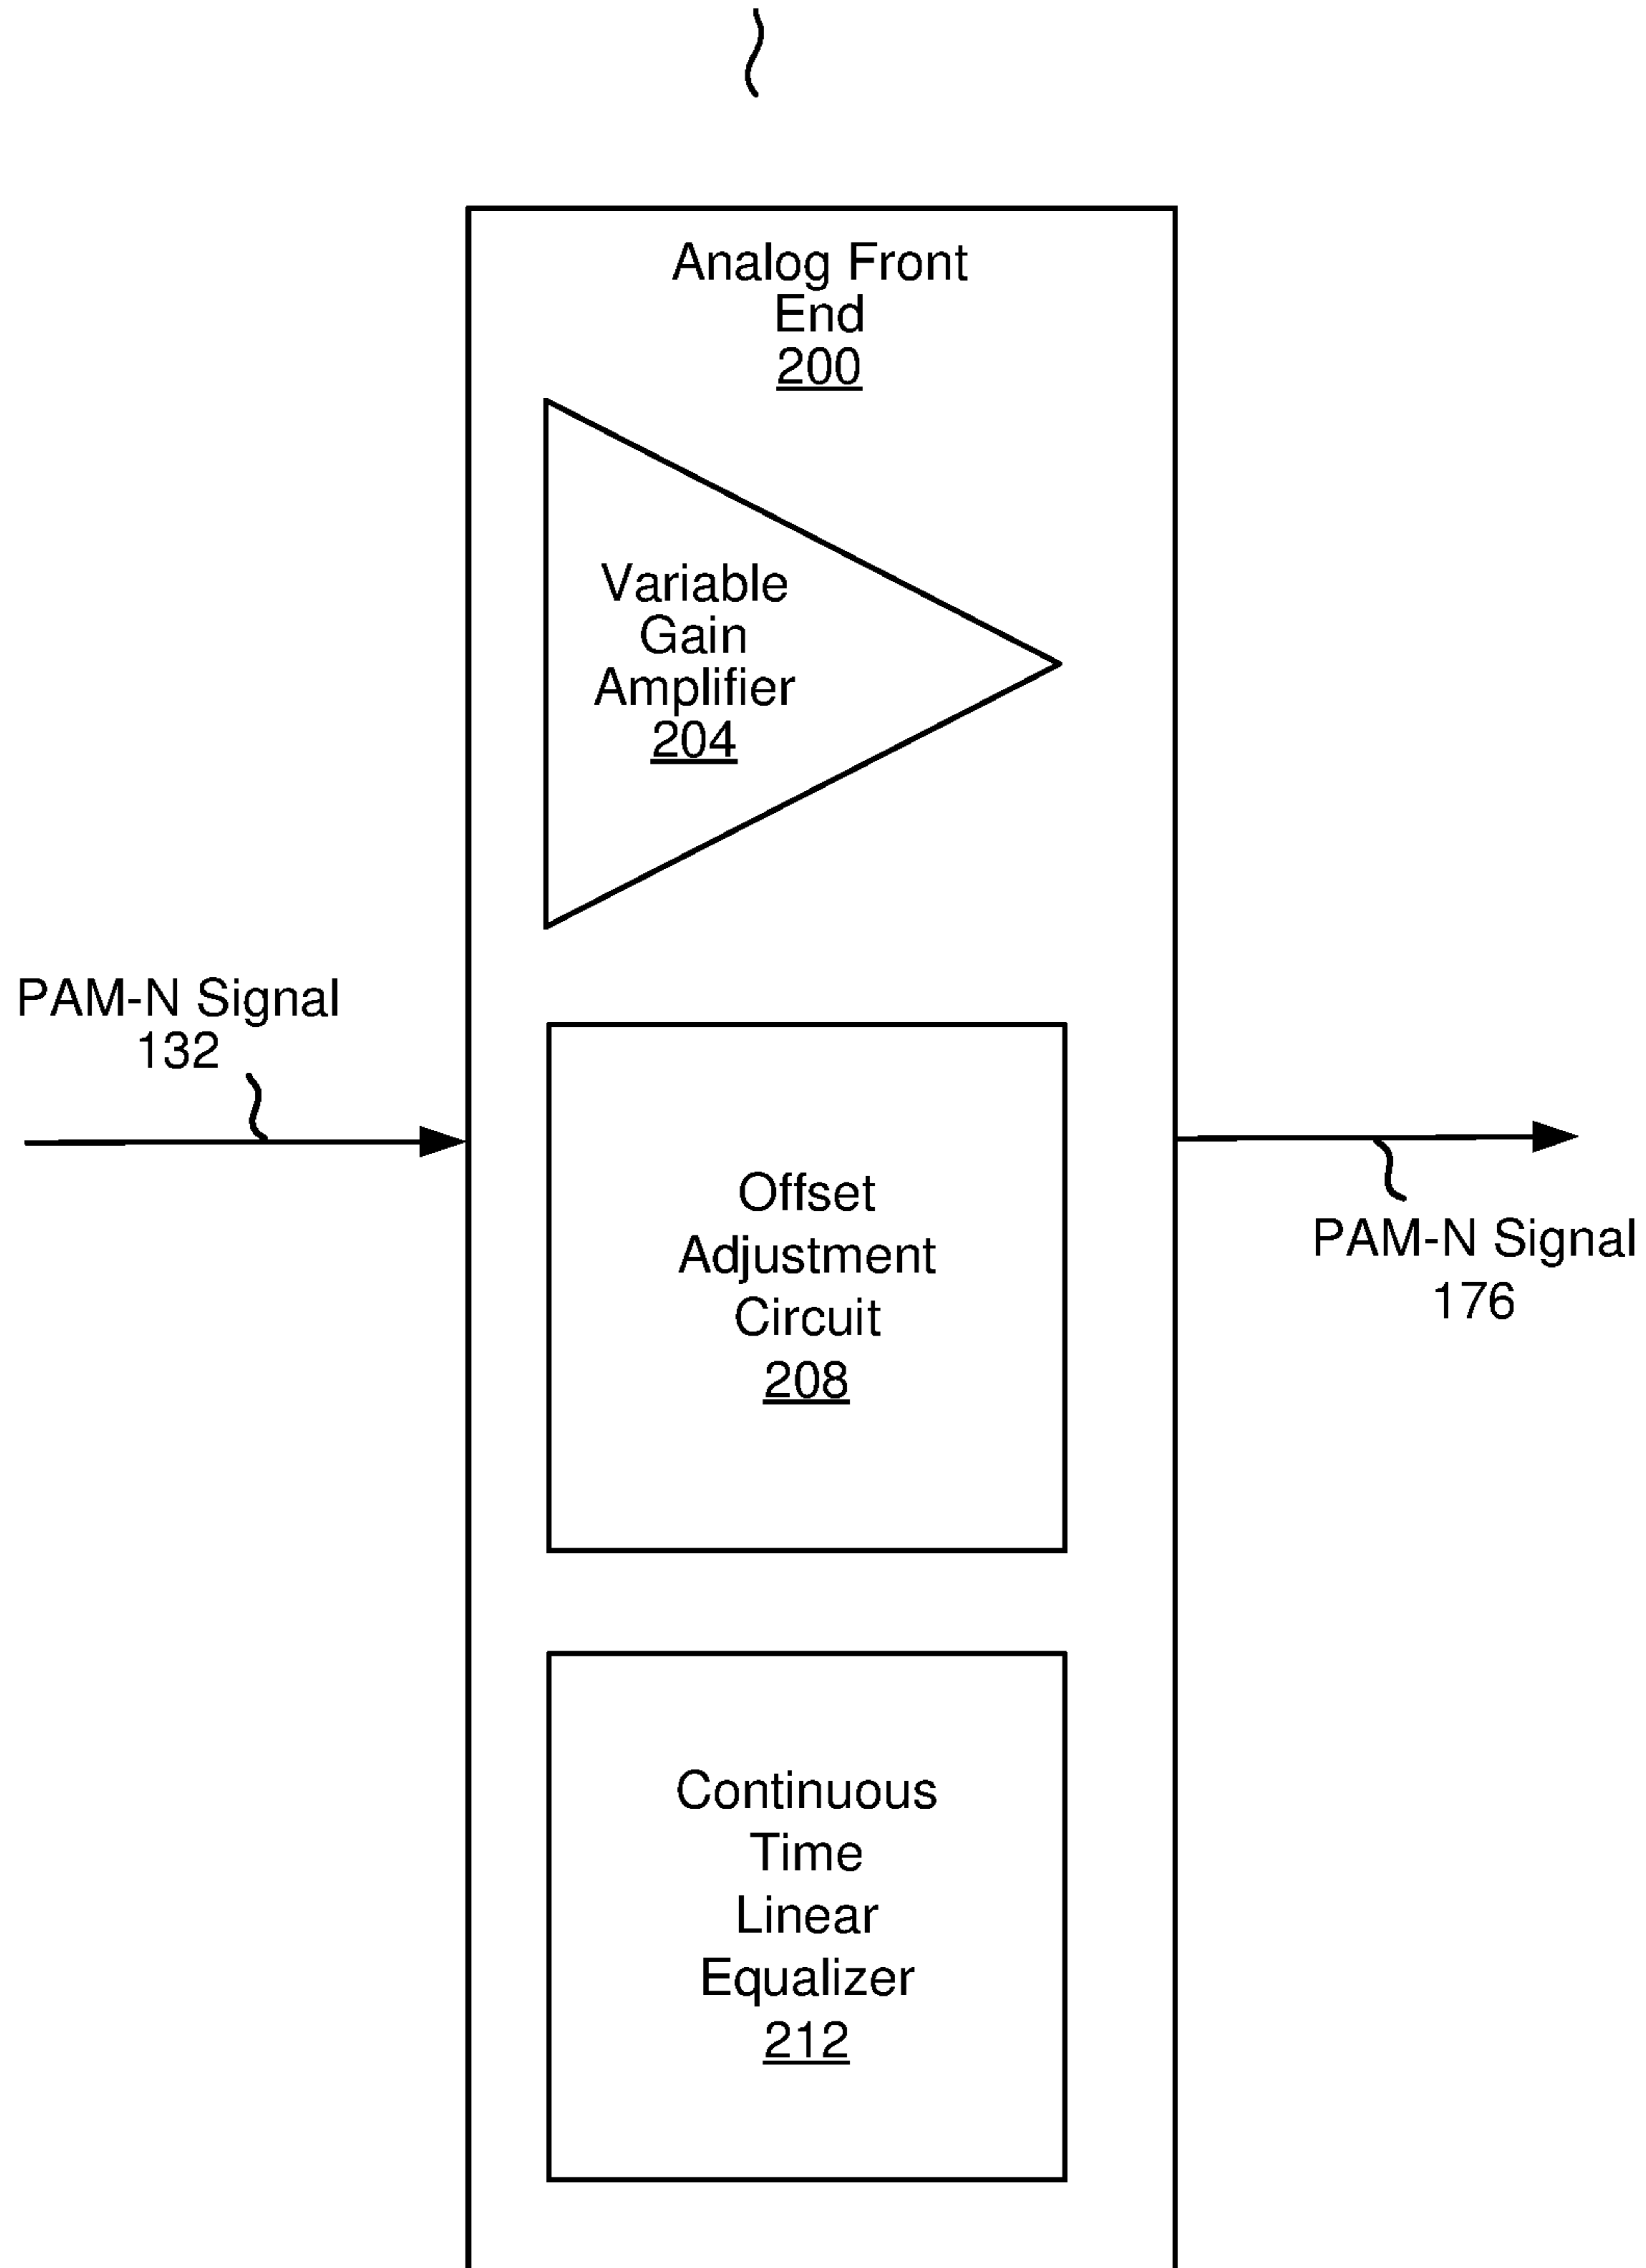 Analog Front
End
200
Variable
Gain
Amplifier
204
PAM-N Signal
132
Offset
Adjustment
Circuit
208
PAM-N Signal
176
Continuous
Time
Linear
Equalizer
212